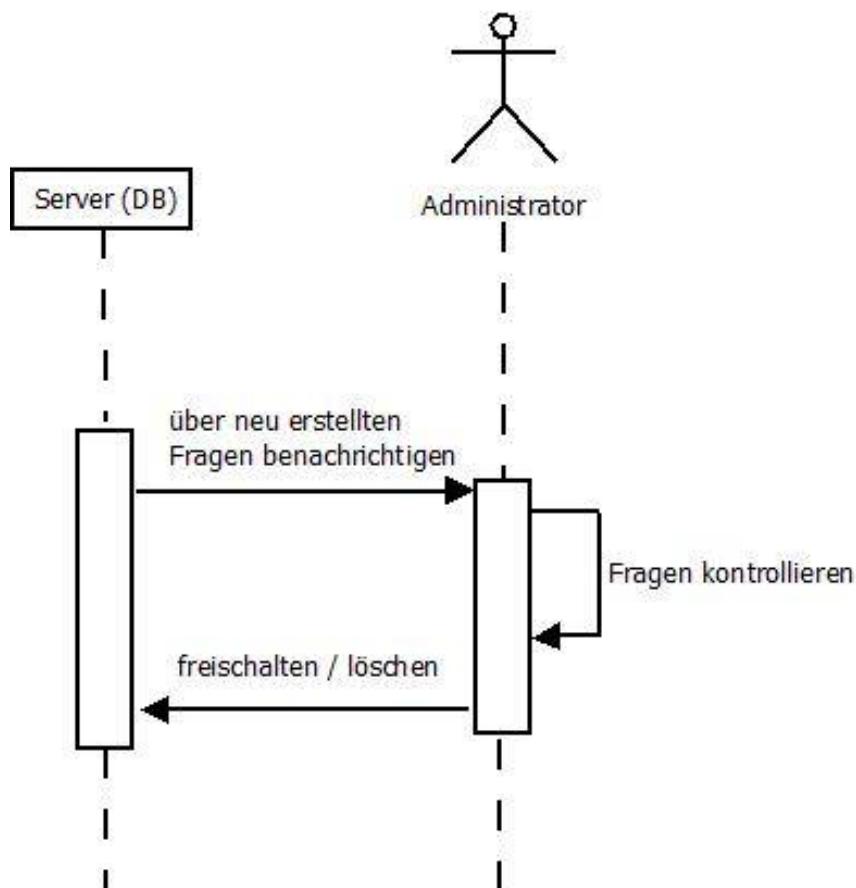 Server (DB)
Administrator
über neu erstellten
Fragen benachrichtigen
Fragen kontrollieren
freischalten / löschen